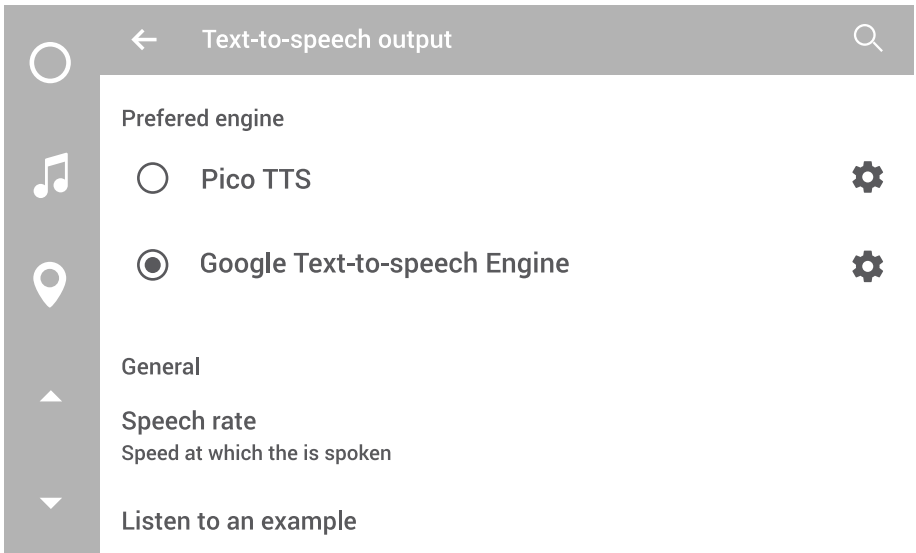 Text-to-speech output
Prefered engine
Pico TTS
Google Text-to-speech Engine
General
Speech rate
Speed at which the is spoken
Listen to an example